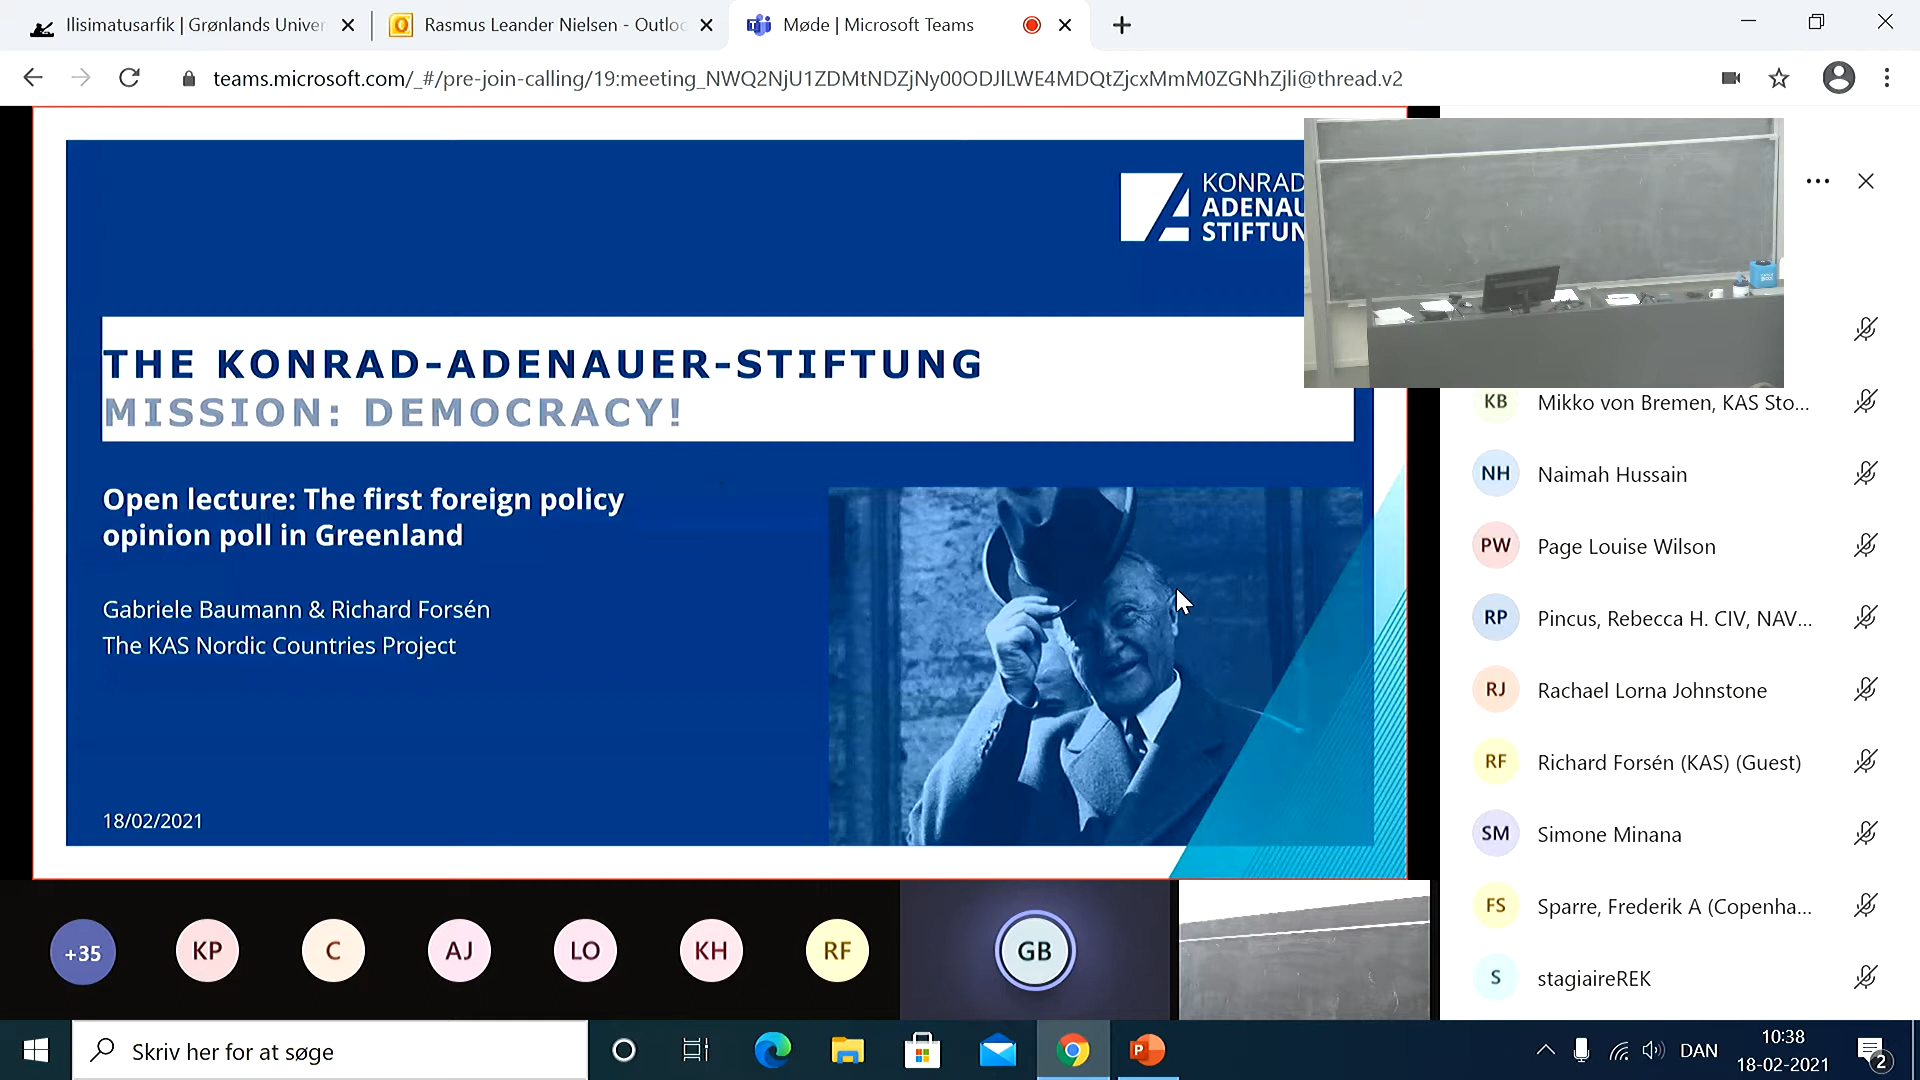 Ilisimatusarfik | Grønlands Univer
Rasmus Leander Nielsen - Outloo
Møde | Microsoft Teams
teams.microsoft.com/_#/pre-join-calling/19:meeting_NWQ2NjU1ZDMtNDZjNy00ODJlLWE4MDQtZjcxMmM0ZGNhZjli@thread.v2
KONRAD
ADENAU
STIFTUN
THE KONRAD-ADENAUER-STIFTUNG
MISSION: DEMOCRACY!
Open lecture: The first foreign policy
opinion poll in Greenland
Gabriele Baumann & Richard Forsén
The KAS Nordic Countries Project
18/02/2021
KB Mikko von Bremen, KAS Sto...
NH Naimah Hussain
PW Page Louise Wilson
RP Pincus, Rebecca H. CIV, NAV...
RJ Rachael Lorna Johnstone
RF Richard Forsén (KAS) (Guest)
SM Simone Minana
FS Sparre, Frederik A (Copenha...
S stagiaireREK
+35 KP C AJ LO KH RF GB
Skriv her for at søge
DAN
10:38
18-02-2021
2